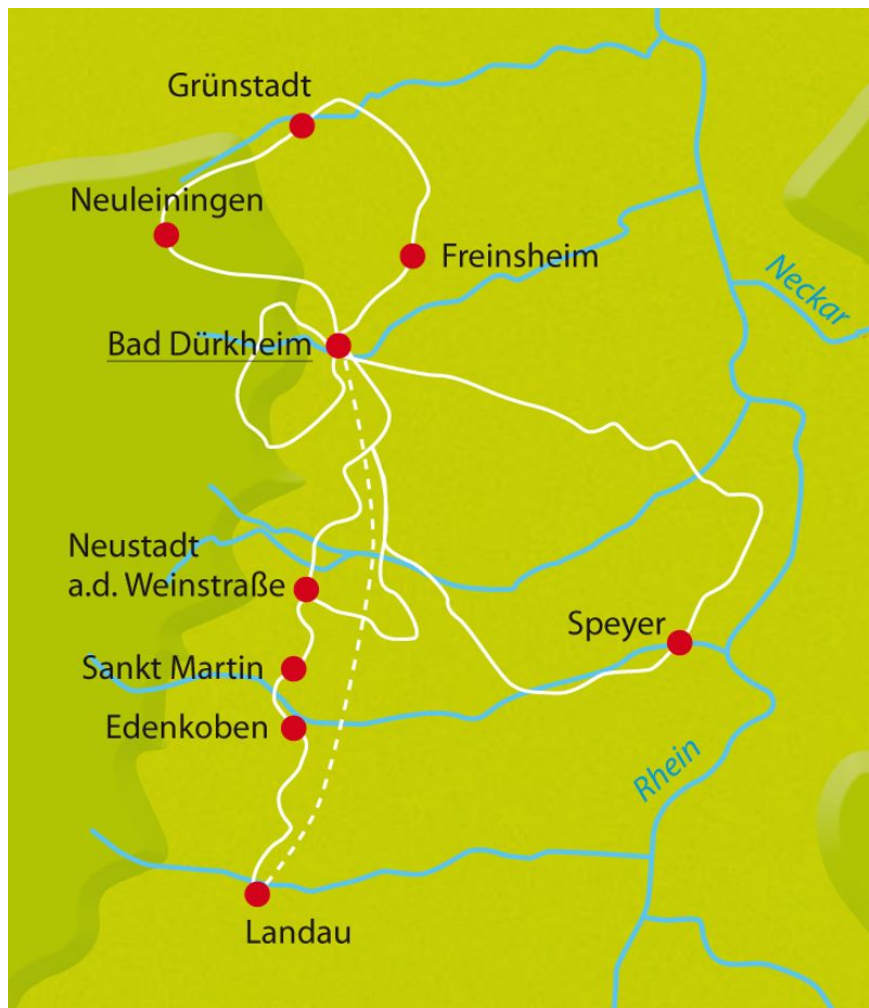 Grünstadt
Neuleiningen
Freinsheim
Neckar
Bad Dürkheim
Neustadt
a.d. Weinstraße
Speyer
Sankt Martin
Edenkoben
Rhein
Landau